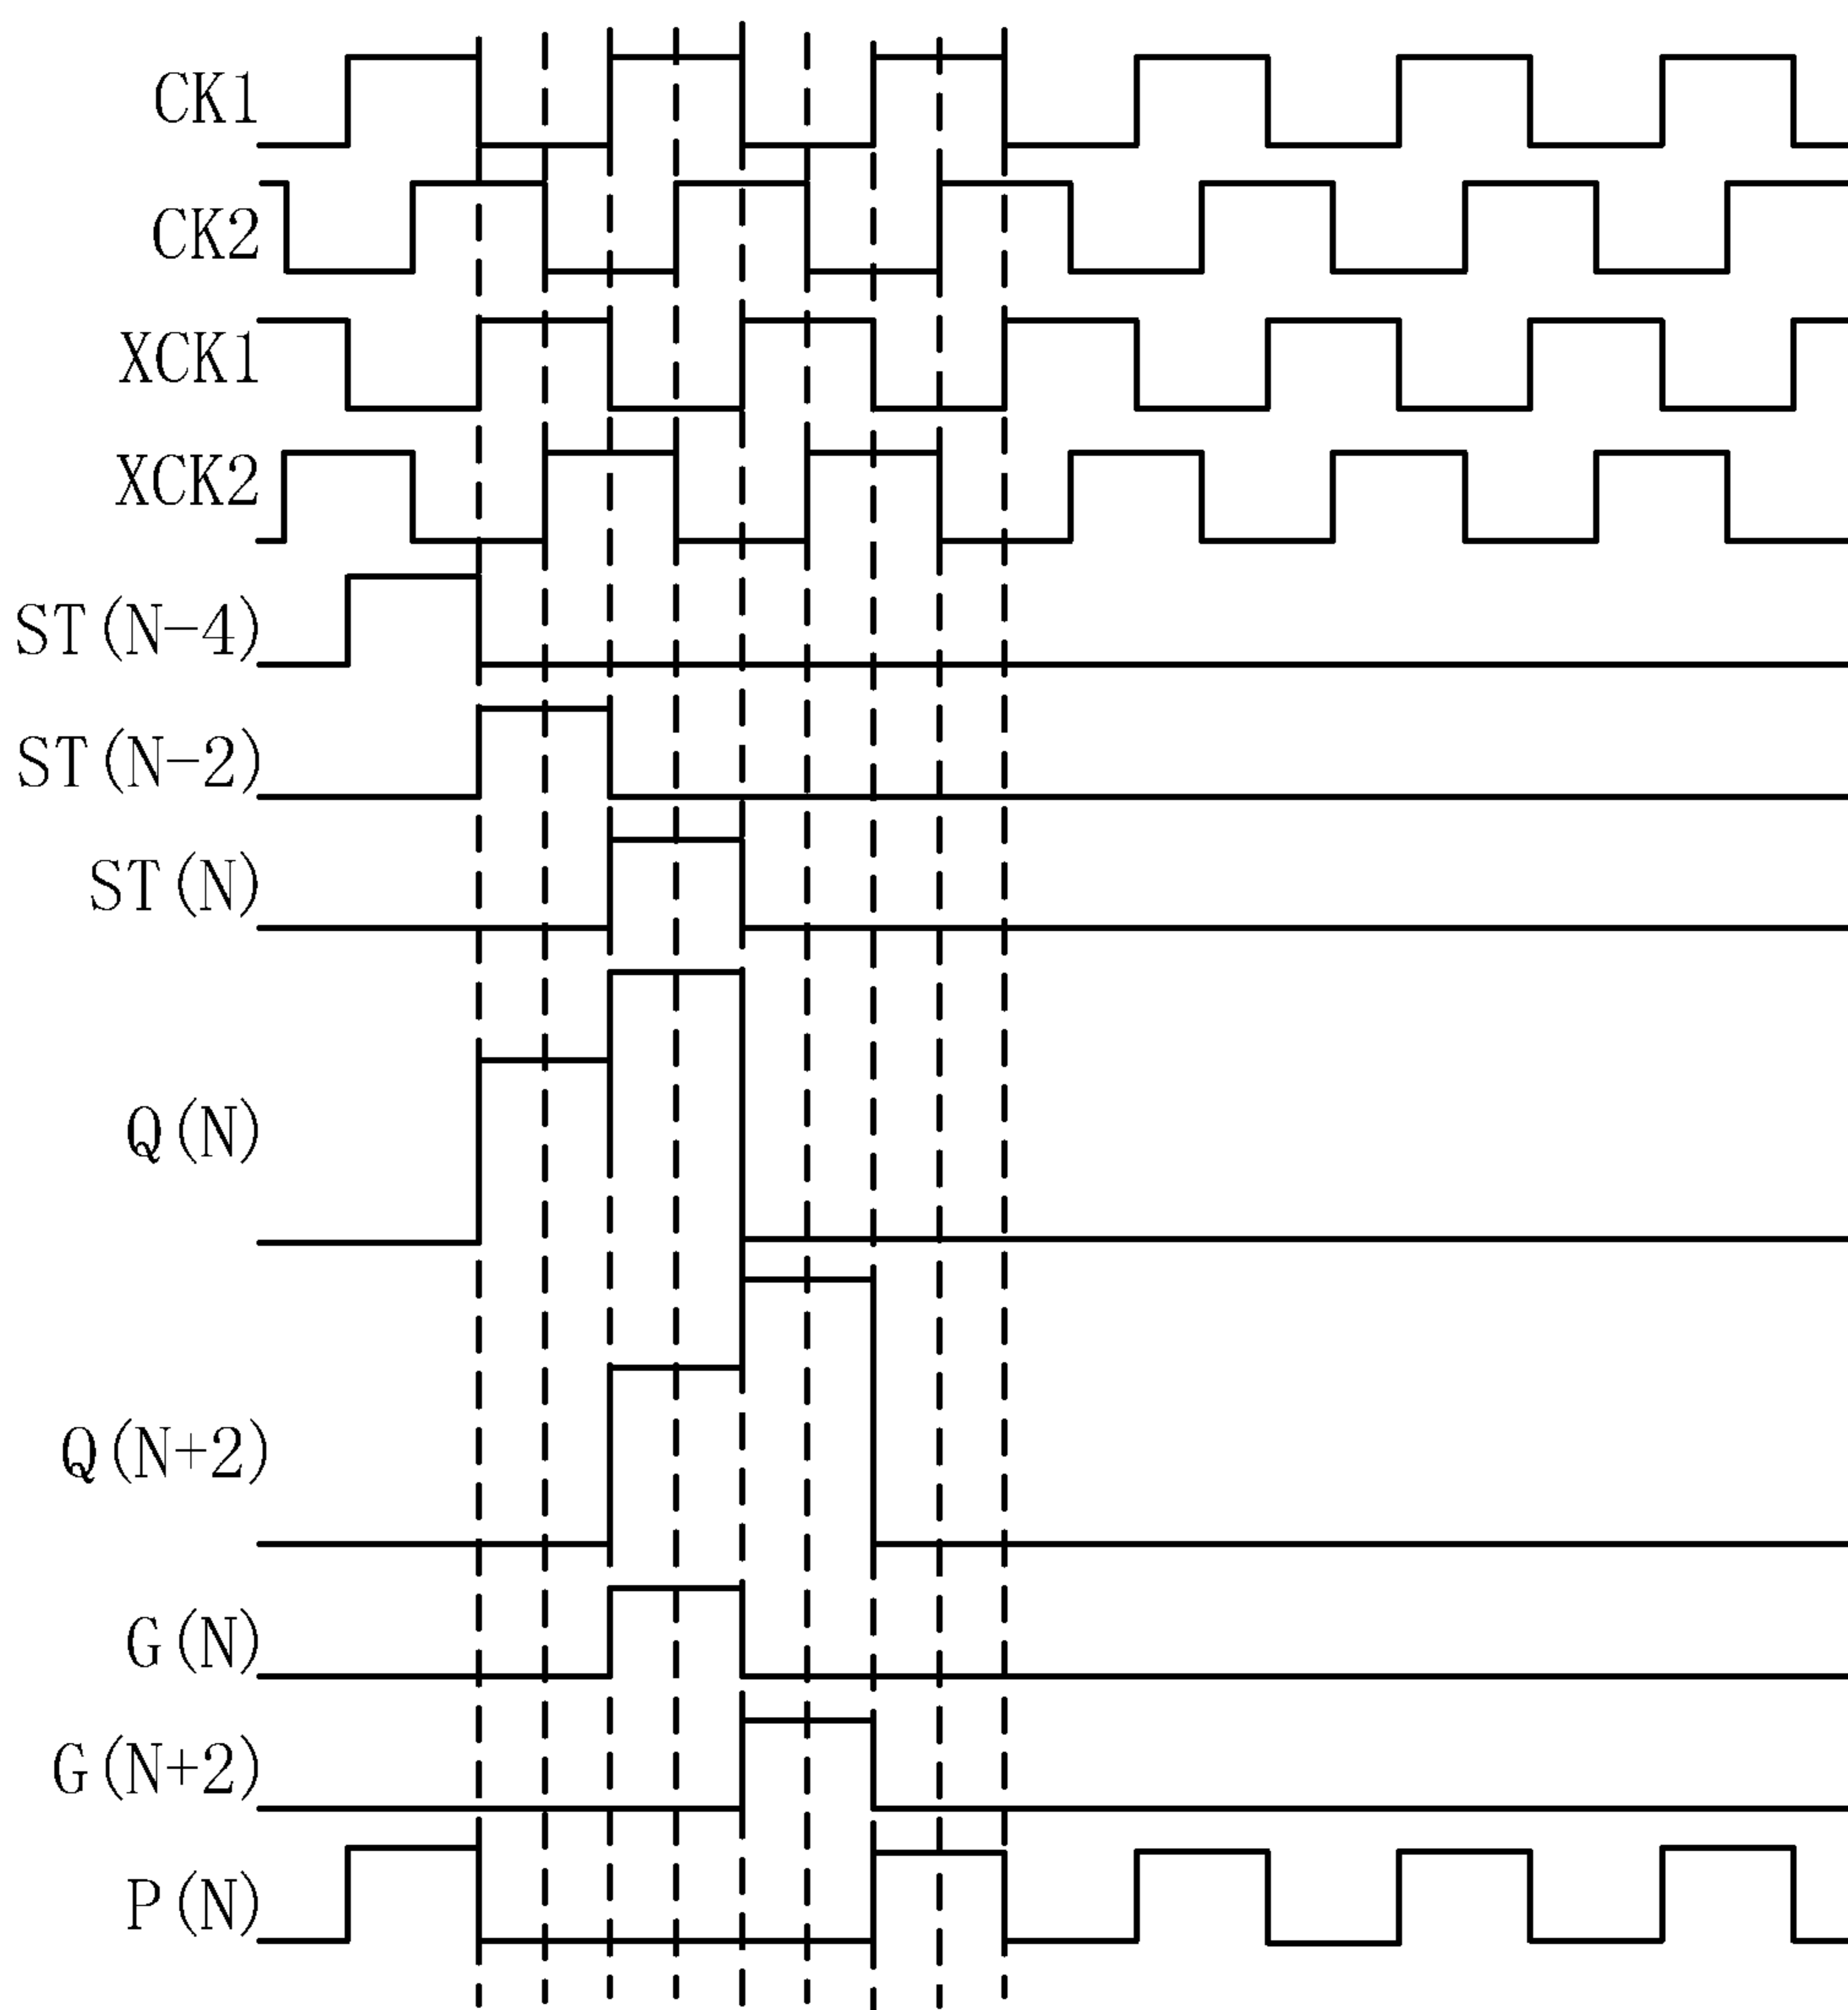 CK1
CK2
XCK1
XCK2
ST(N-4)
ST(N-2)
ST(N)
Q(N)
Q(N+2)
G(N)
G(N+2)
P(N)